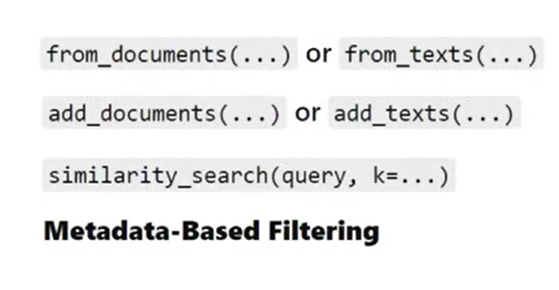 from_documents(...) or from_texts(...)
add_documents(...) or add_texts(...)
similarity_search(query, k=...)
Metadata-Based Filtering